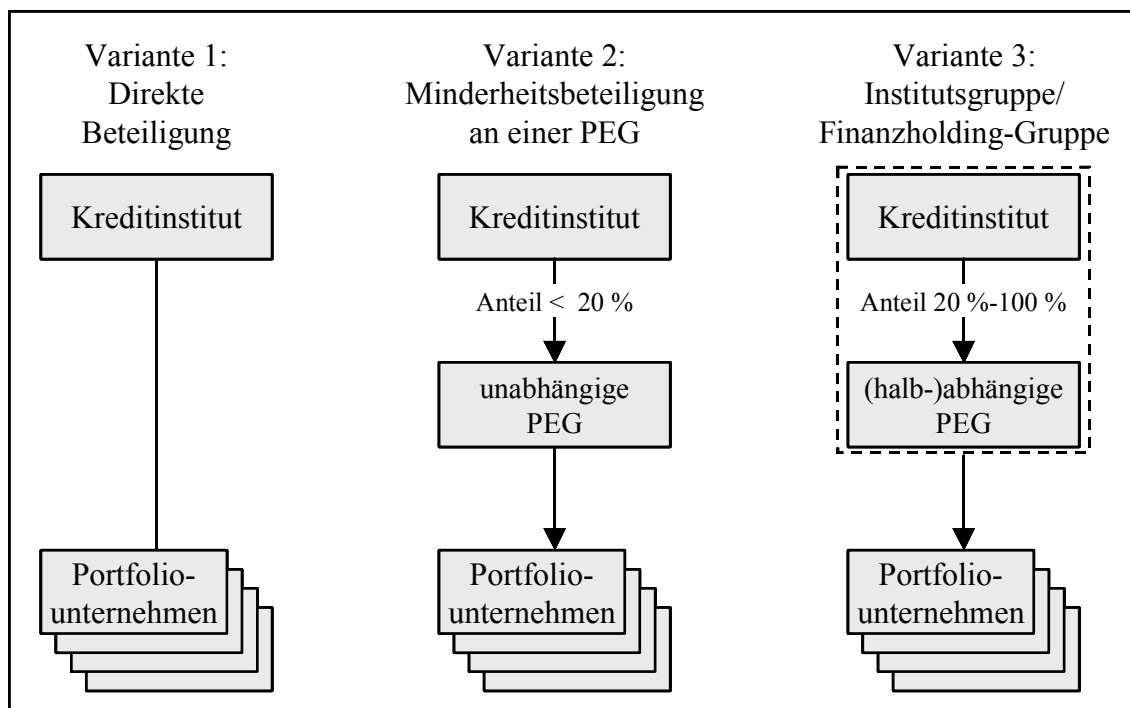 Variante 1:
Direkte
Beteiligung
Kreditinstitut
Portfolio-
unternehmen
Variante 2:
Minderheitsbeteiligung
an einer PEG
Kreditinstitut
Anteil < 20 %
unabhängige
PEG
Portfolio-
unternehmen
Variante 3:
Institutsgruppe/
Finanzholding-Gruppe
Kreditinstitut
Anteil 20 %-100 %
(halb-)abhängige
PEG
Portfolio-
unternehmen